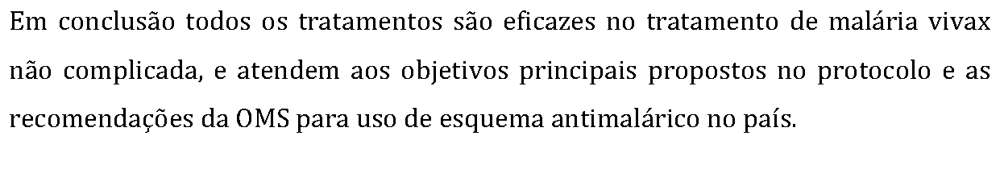 Em conclusão todos os tratamentos são eficazes no tratamento de malária vivax
não complicada, e atendem aos objetivos principais propostos no protocolo e as
recomendações da OMS para uso de esquema antimalárico no país.